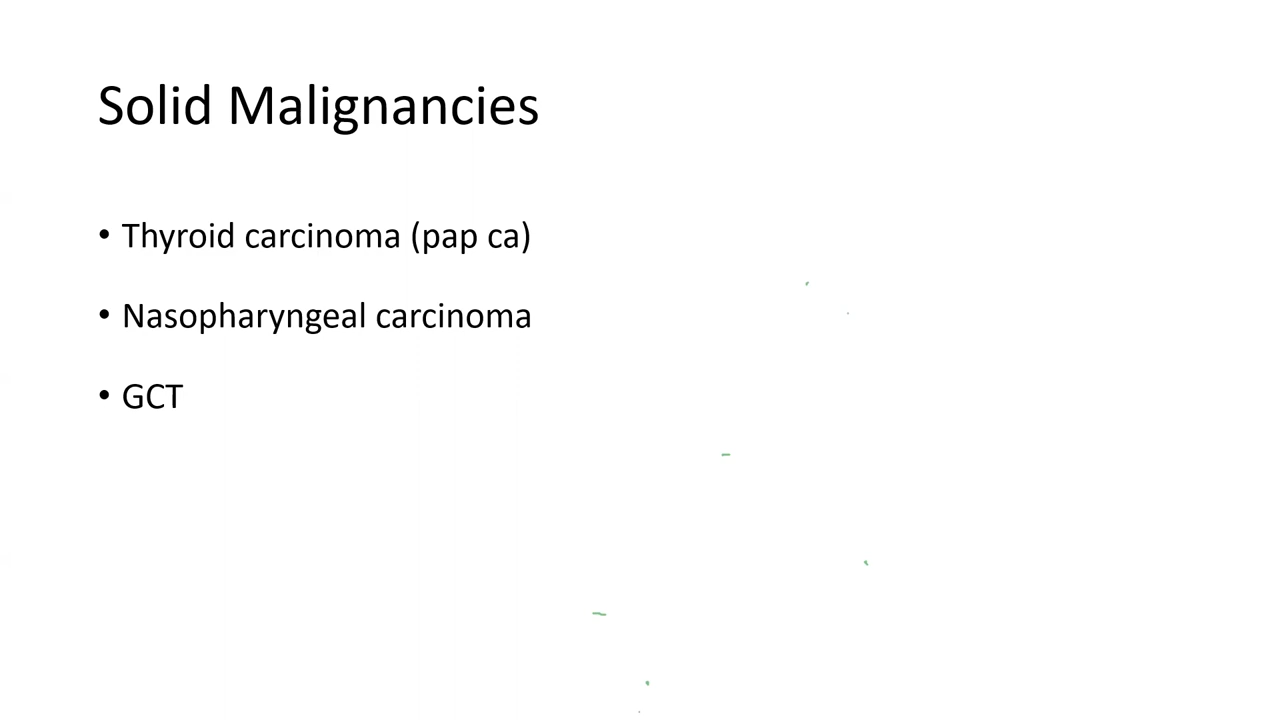 Solid Malignancies
• Thyroid carcinoma (pap ca)
• Nasopharyngeal carcinoma
• GCT